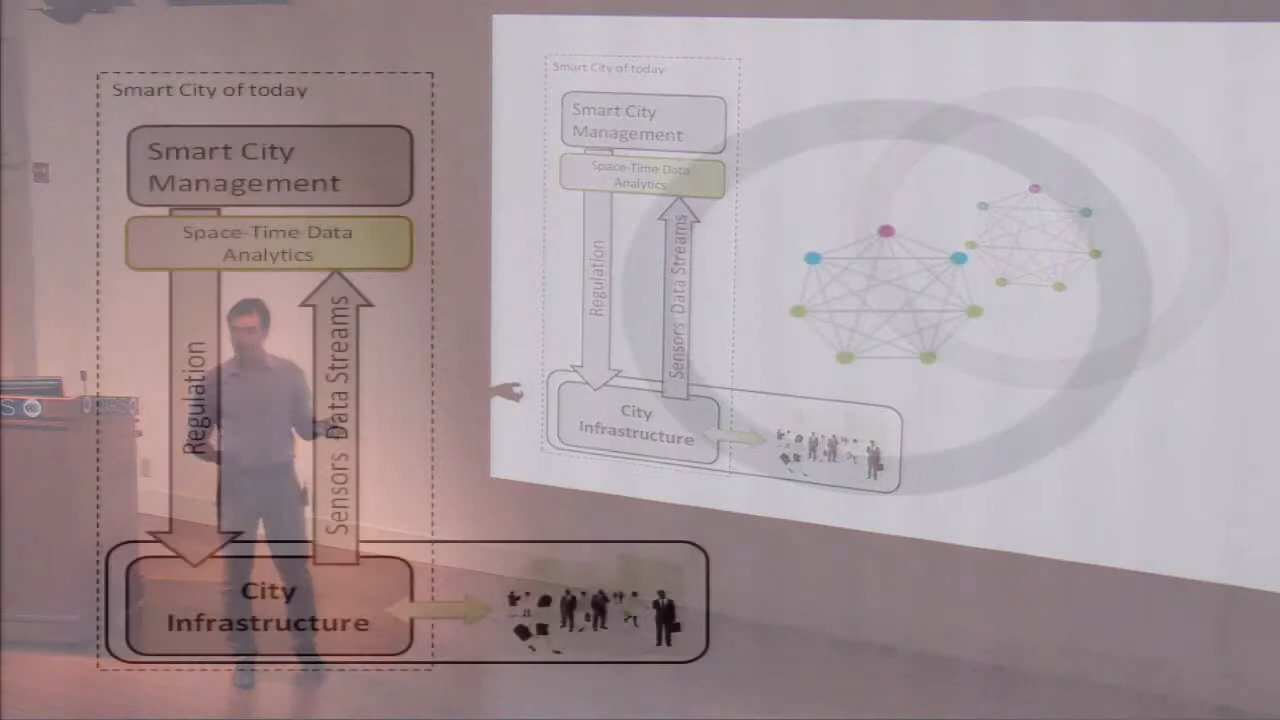 Smart City of today
Smart City
Management
Space-Time Data
Analytics
Regulation
Sensors Data Streams
City
Infrastructure
Smart City of today
Smart City
Management
Space-Time Data
Analytics
Regulation
Sensors Data Streams
City
Infrastructure